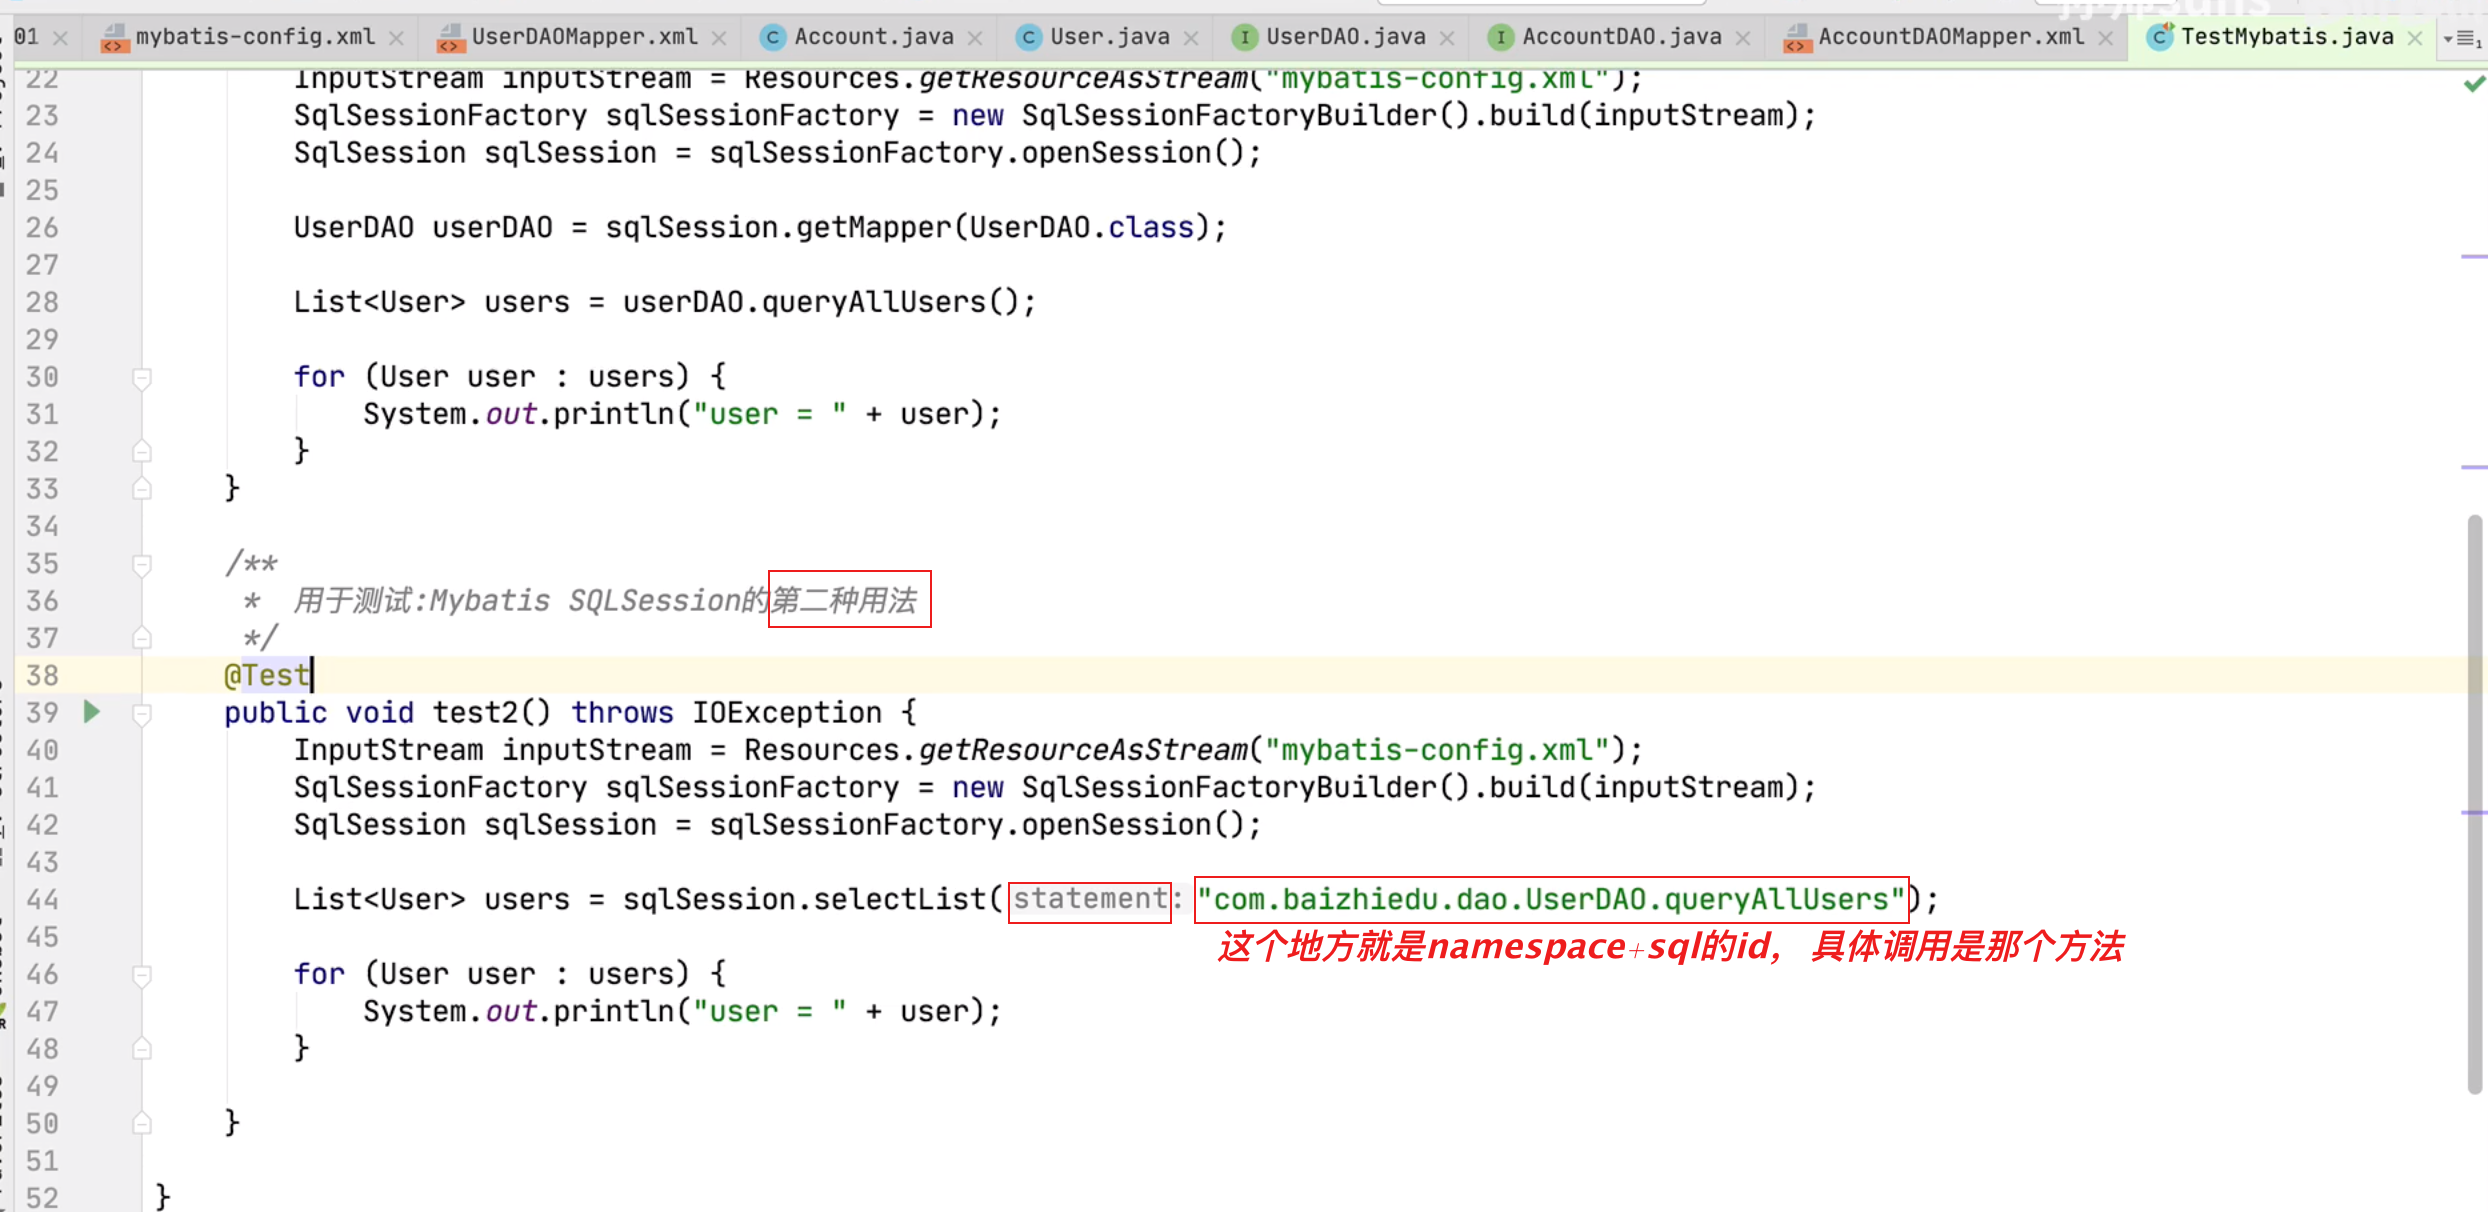 01 mybatis-config.xml UserDAOMapper.xml Account.java User.java UserDAO.java AccountDAO.java AccountDAOMapper.xml TestMybatis.java
22 InputStream inputStream = Resources.getResourceAsStream("mybatis-config.xml");
23 SqlSessionFactory sqlSessionFactory = new SqlSessionFactoryBuilder().build(inputStream);
24 SqlSession sqlSession = sqlSessionFactory.openSession();
25
26 UserDAO userDAO = sqlSession.getMapper(UserDAO.class);
27
28 List<User> users = userDAO.queryAllUsers();
29
30 for (User user : users) {
31 System.out.println("user = " + user);
32 }
33 }
34
35 /**
36 * 用于测试:Mybatis SQLSession的第二种用法
37 */
38 @Test
39 public void test2() throws IOException {
40 InputStream inputStream = Resources.getResourceAsStream("mybatis-config.xml");
41 SqlSessionFactory sqlSessionFactory = new SqlSessionFactoryBuilder().build(inputStream);
42 SqlSession sqlSession = sqlSessionFactory.openSession();
43
44 List<User> users = sqlSession.selectList( statement: "com.baizhiedu.dao.UserDAO.queryAllUsers");
这个地方就是namespace+sql的id，具体调用是那个方法
45
46 for (User user : users) {
47 System.out.println("user = " + user);
48 }
49
50 }
51
52 }